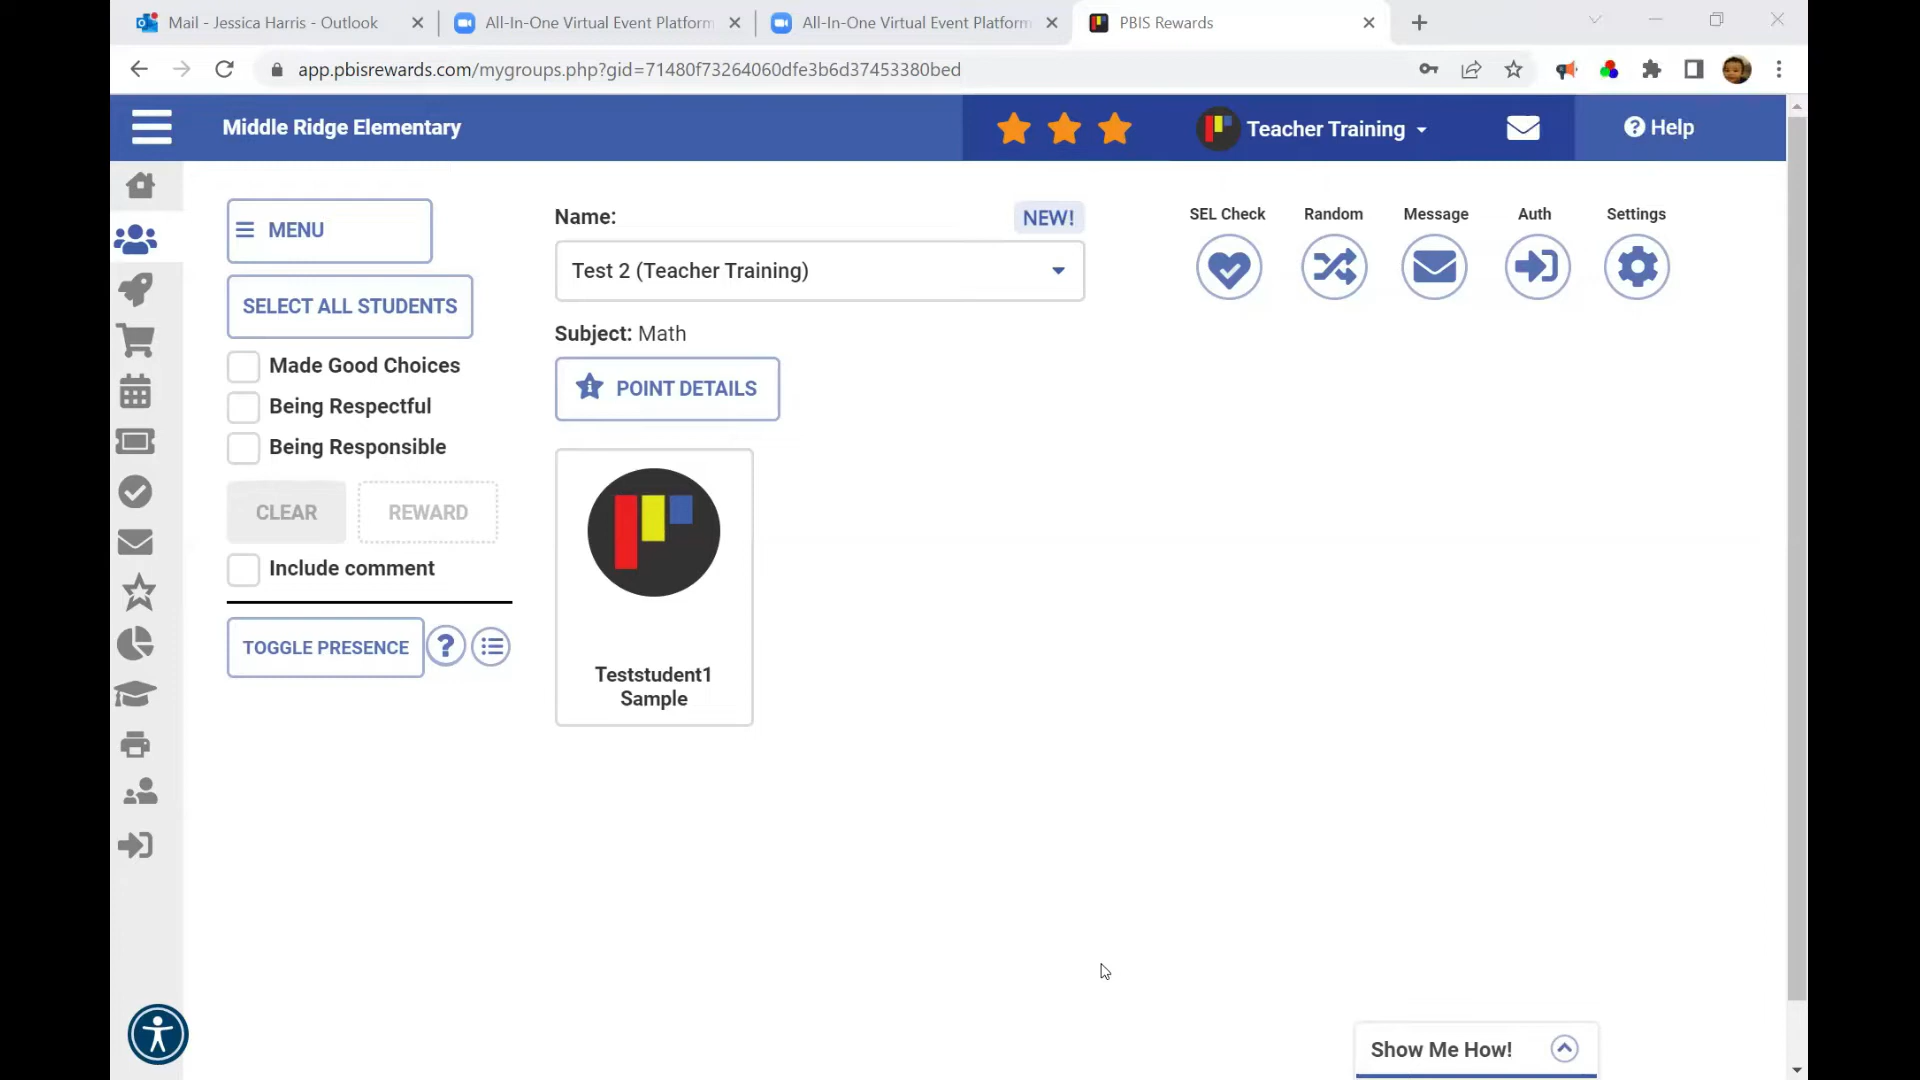 Mail - Jessica Harris - Outlook
All-In-One Virtual Event Platform
All-In-One Virtual Event Platform
PBIS Rewards
app.pbisrewards.com/mygroups.php?gid=71480f73264060dfe3b6d37453380bed
Middle Ridge Elementary
Teacher Training
Help
MENU
SELECT ALL STUDENTS
Made Good Choices
Being Respectful
Being Responsible
CLEAR
REWARD
Include comment
TOGGLE PRESENCE
Name:
NEW!
Test 2 (Teacher Training)
Subject: Math
POINT DETAILS
Teststudent1
Sample
SEL Check
Random
Message
Auth
Settings
Show Me How!